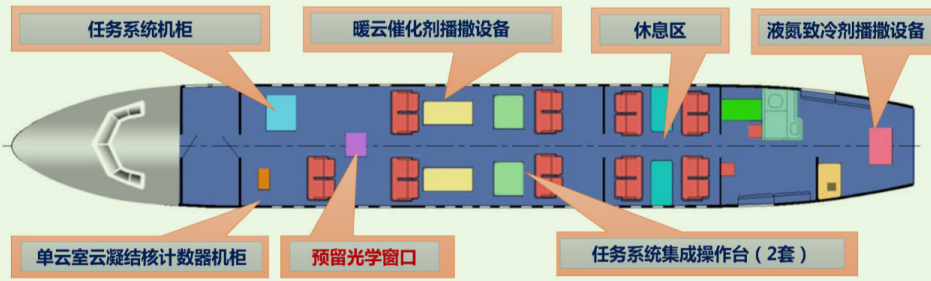 任务系统机柜
暖云催化剂播撒设备
休息区
液氮致冷剂播撒设备
单云室云凝结核计数器机柜
预留光学窗口
任务系统集成操作台（2套）